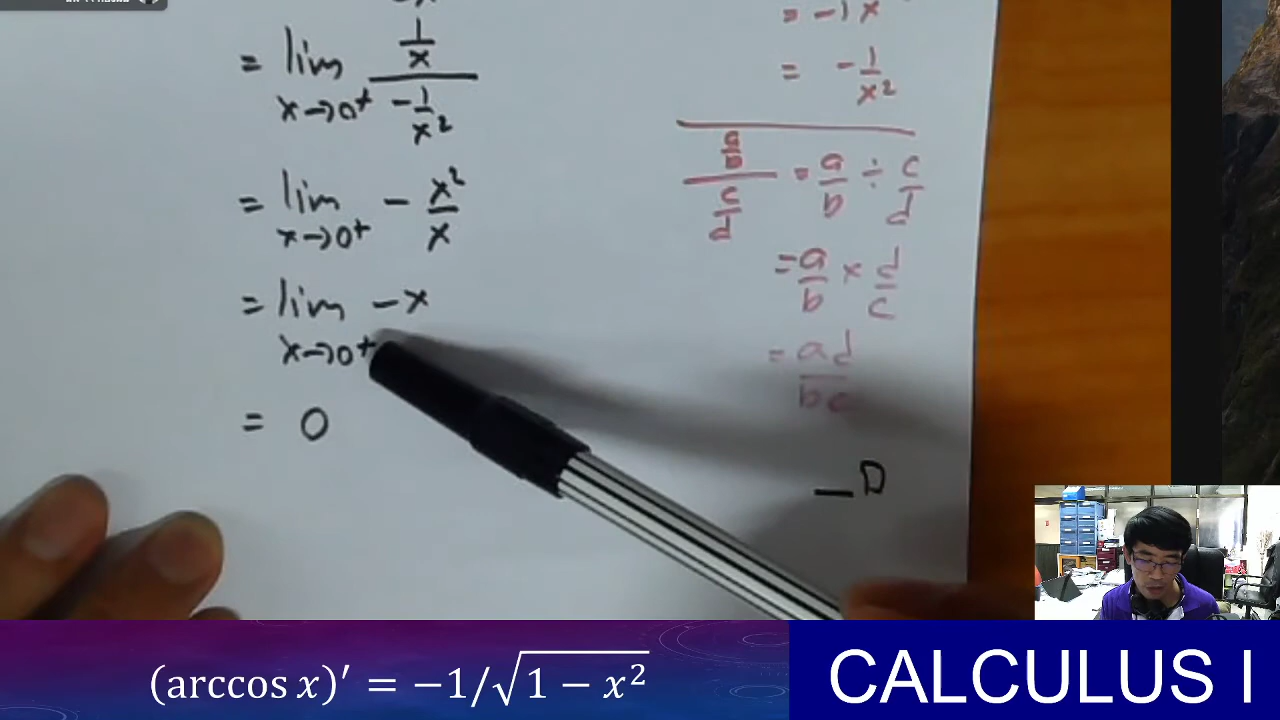 = lim x→0⁺ (1/x)/(-1/x²)
= lim x→0⁺ - x²/x
= lim x→0⁺ -x
= 0
= -1x
= -1/x²
(a/b)/(c/d) = a/b ÷ c/d
= a/b × d/c
= ad/bc
(arccos x)′ = −1/√(1 − x²)
CALCULUS I